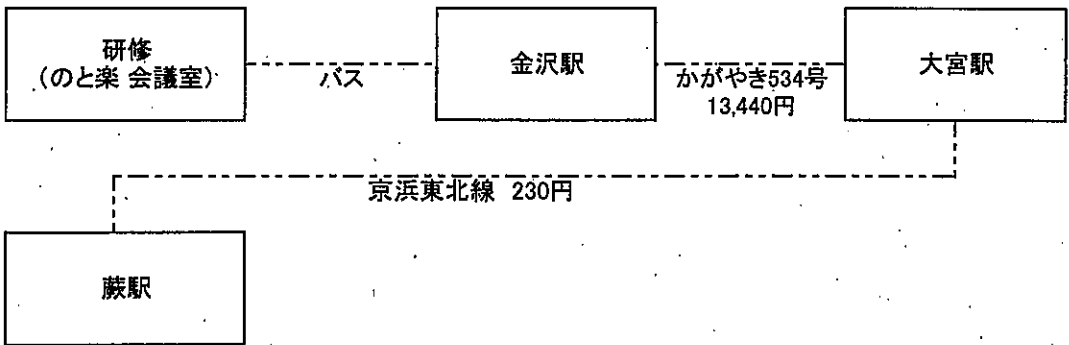 研修
(のと楽 会議室)
バス
金沢駅
かがやき534号
13,440円
大宮駅
京浜東北線 230円
蕨駅